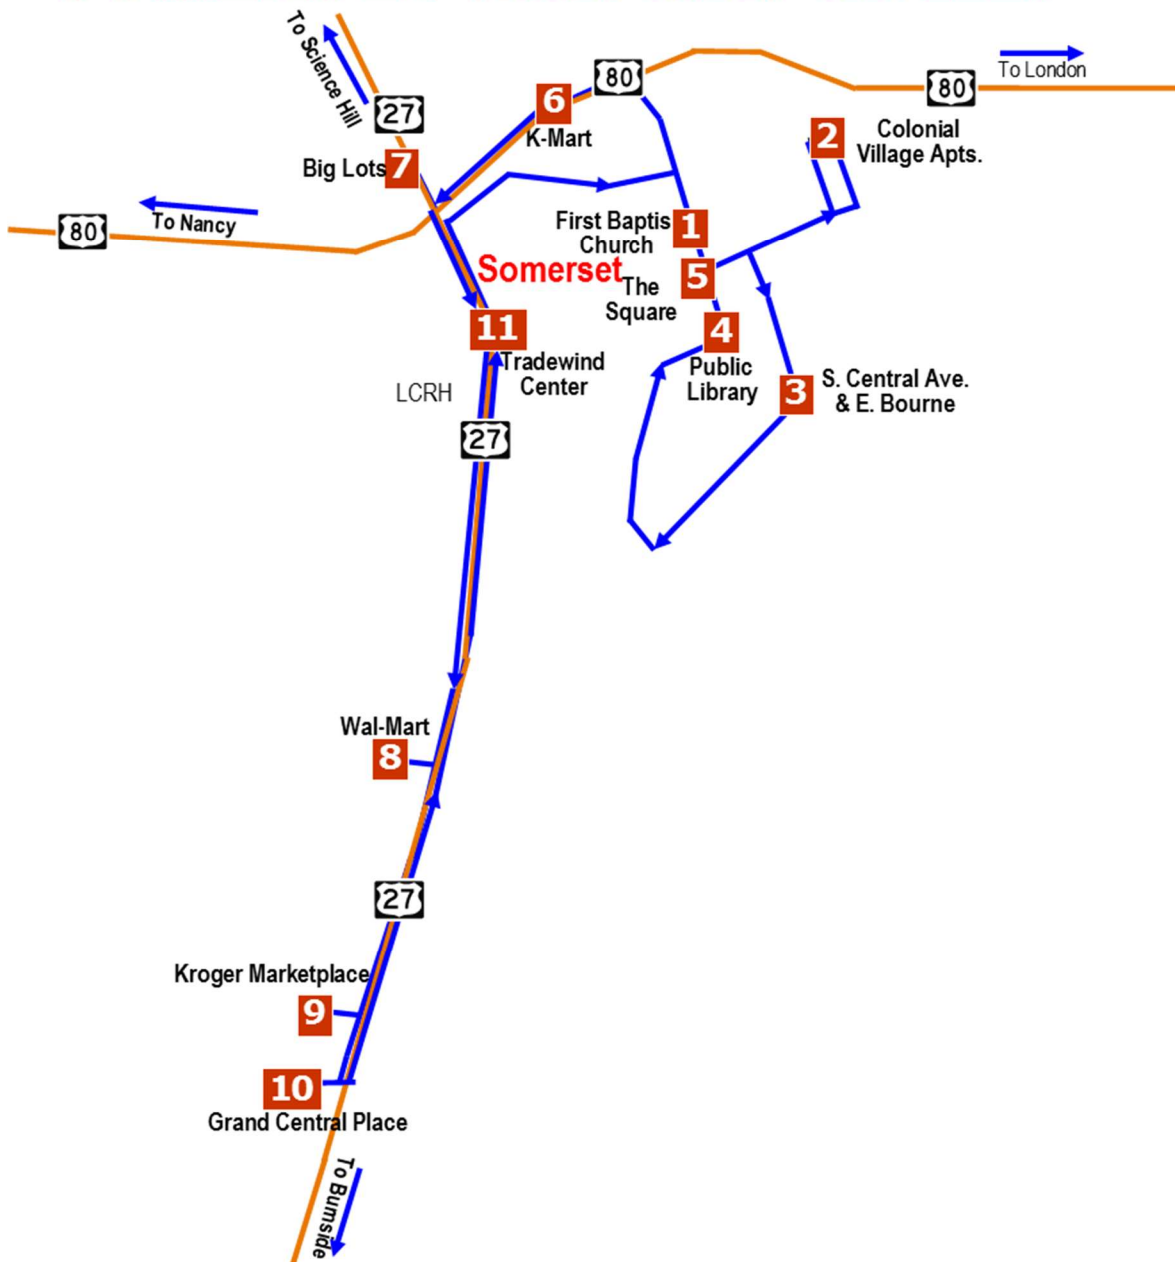 To Science Hill
27
80
To London
80
6
K-Mart
2
Colonial
Village Apts.
Big Lots
7
To Nancy
80
First Baptis
Church
1
Somerset
The
Square
5
4
Public
Library
11
Tradewind
Center
LCRH
3
S. Central Ave.
& E. Bourne
27
Wal-Mart
8
27
Kroger Marketplace
9
10
Grand Central Place
To Burnside